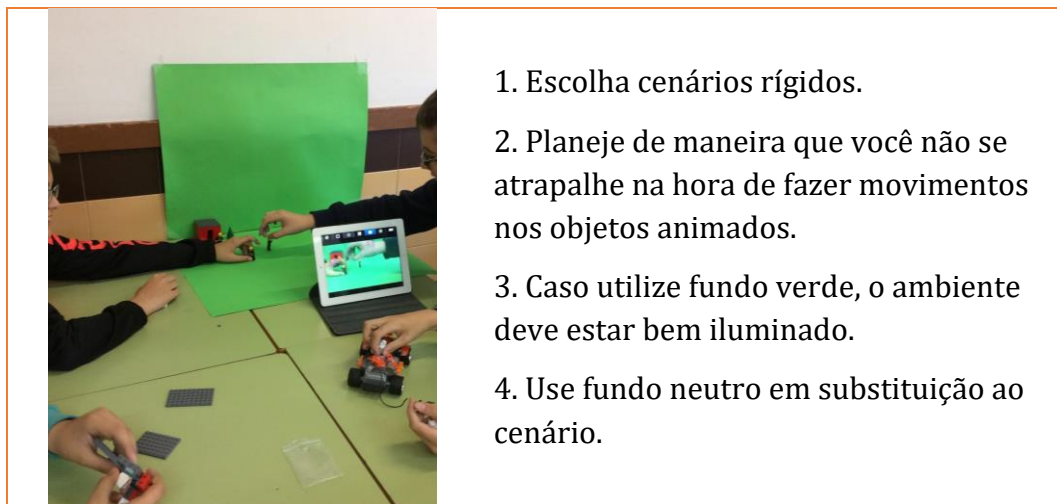 1. Escolha cenários rígidos.
2. Planeje de maneira que você não se
atrapalhe na hora de fazer movimentos
nos objetos animados.
3. Caso utilize fundo verde, o ambiente
deve estar bem iluminado.
4. Use fundo neutro em substituição ao
cenário.